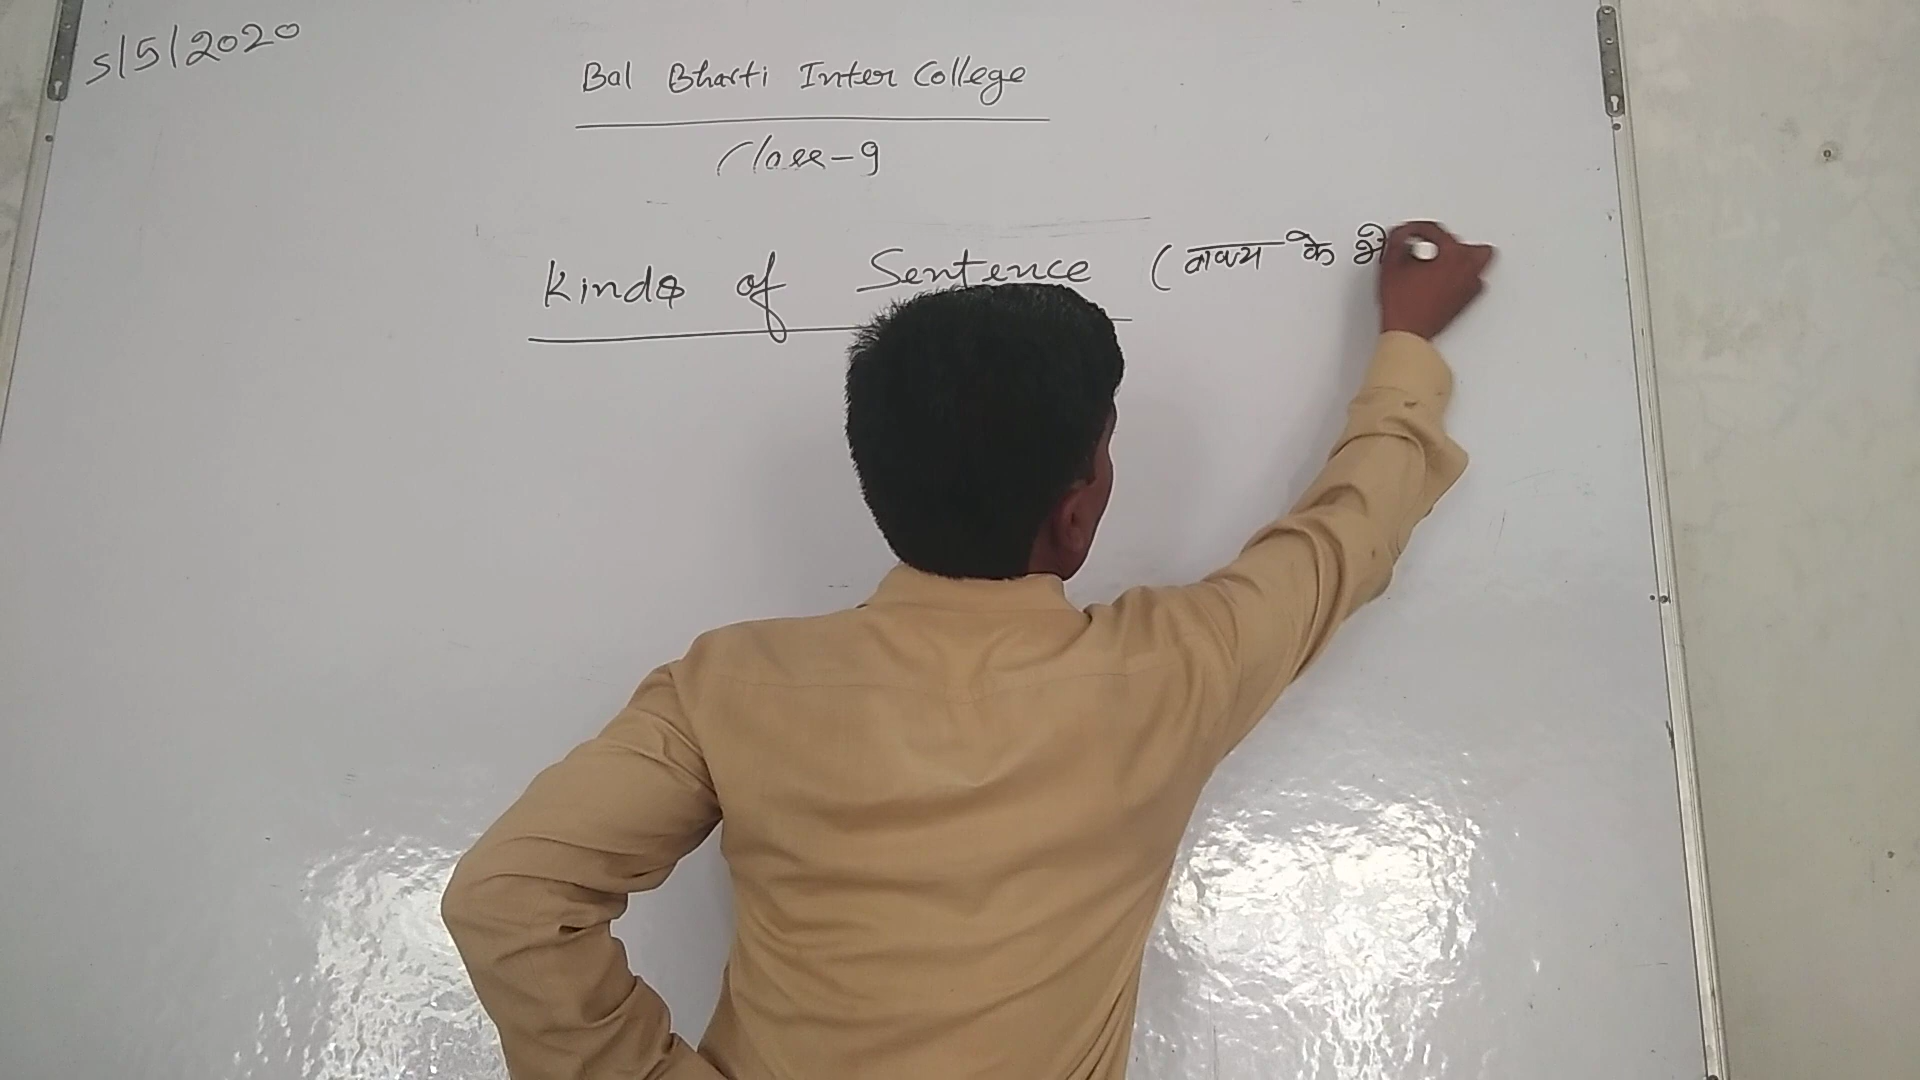 5/5/2020
Bal Bharti Inter College
Class-9
Kinds of Sentence (वाक्य के